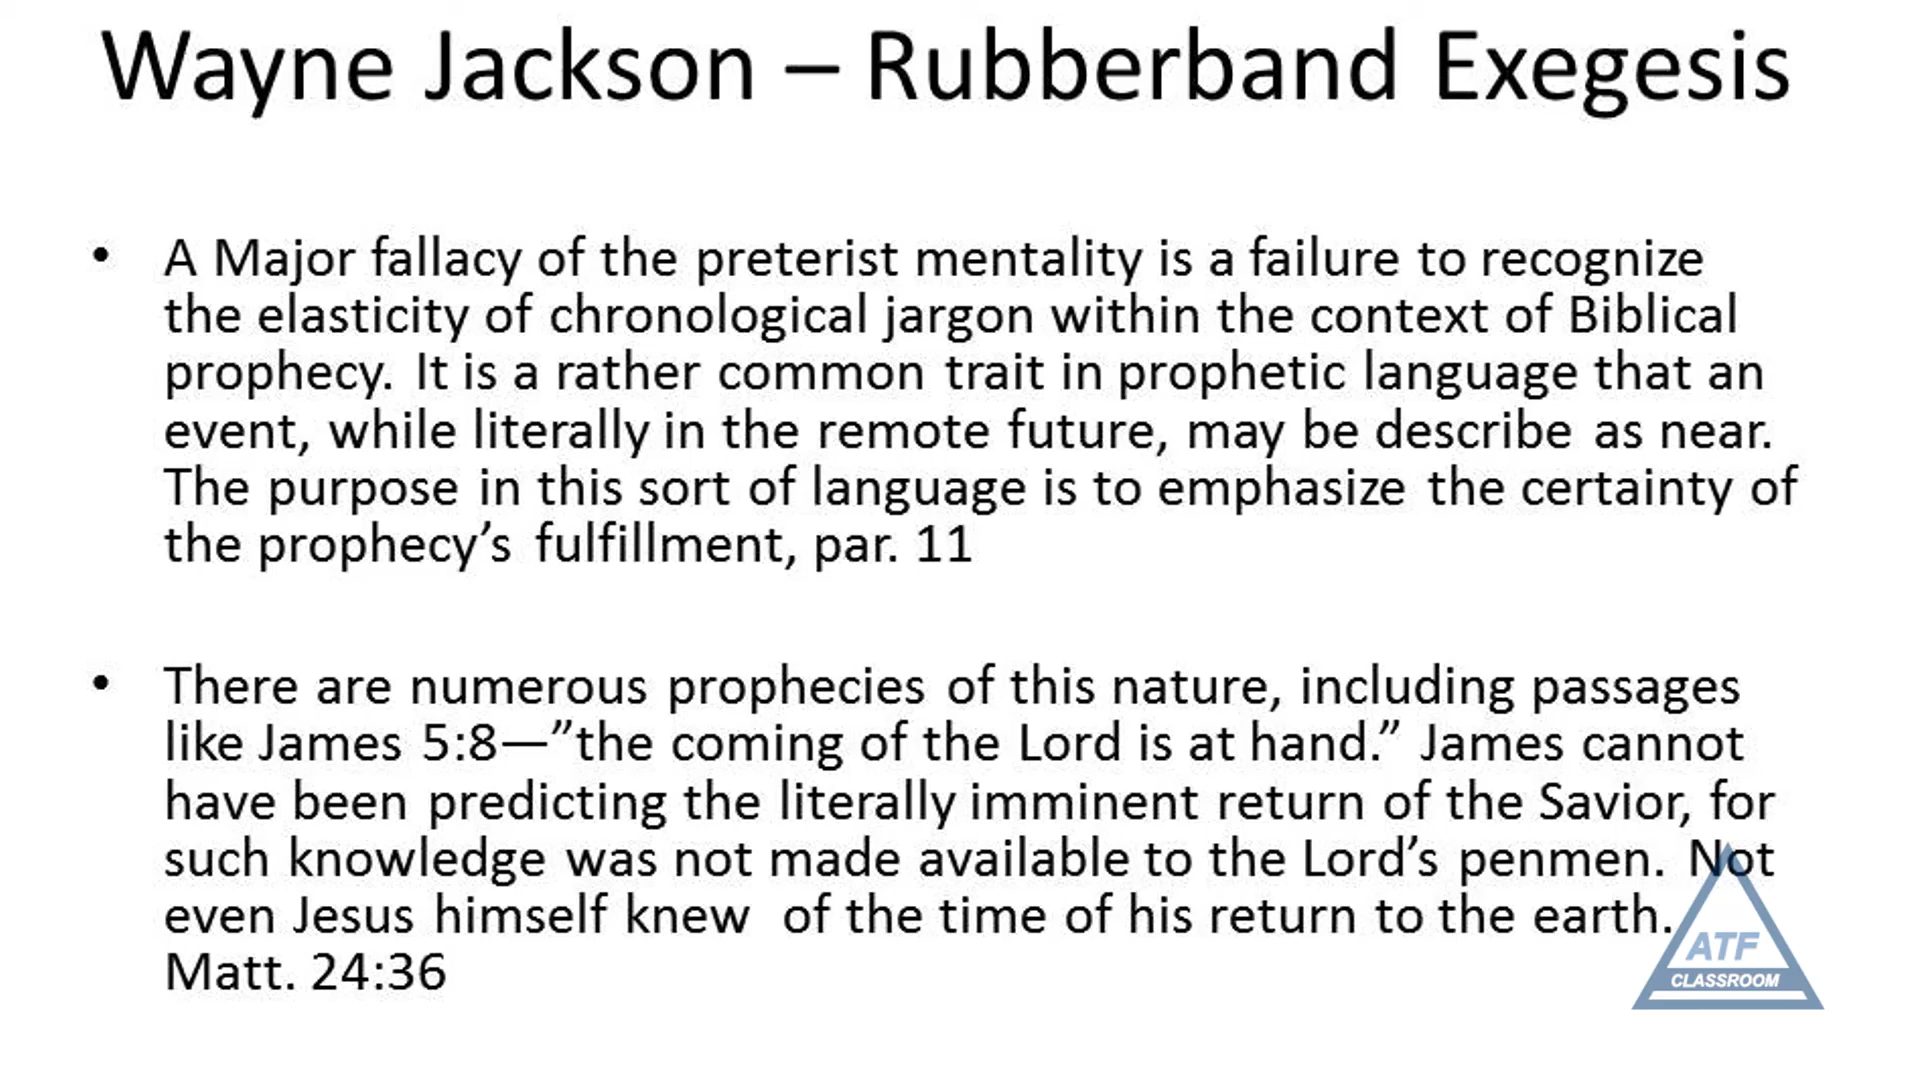 Wayne Jackson – Rubberband Exegesis
• A Major fallacy of the preterist mentality is a failure to recognize
the elasticity of chronological jargon within the context of Biblical
prophecy. It is a rather common trait in prophetic language that an
event, while literally in the remote future, may be describe as near.
The purpose in this sort of language is to emphasize the certainty of
the prophecy’s fulfillment, par. 11
• There are numerous prophecies of this nature, including passages
like James 5:8—”the coming of the Lord is at hand.” James cannot
have been predicting the literally imminent return of the Savior, for
such knowledge was not made available to the Lord’s penmen. Not
even Jesus himself knew of the time of his return to the earth.
Matt. 24:36
ATF
CLASSROOM